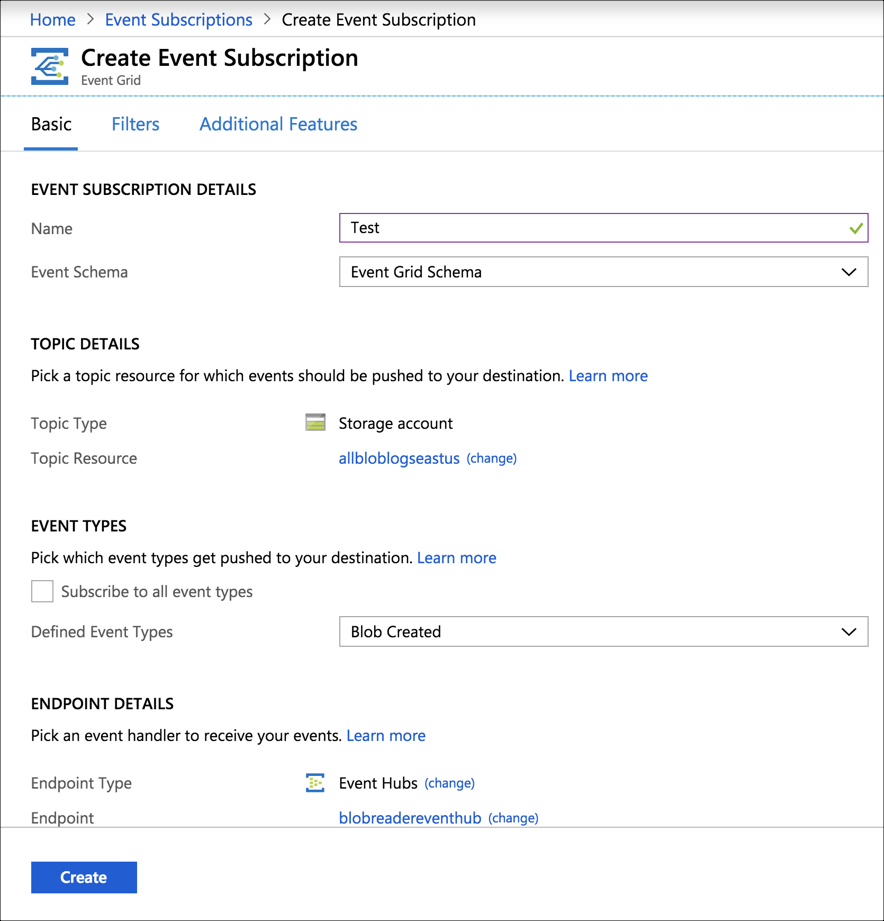 Home > Event Subscriptions > Create Event Subscription
Create Event Subscription
Event Grid
Basic Filters Additional Features
EVENT SUBSCRIPTION DETAILS
Name Test
Event Schema Event Grid Schema
TOPIC DETAILS
Pick a topic resource for which events should be pushed to your destination. Learn more
Topic Type Storage account
Topic Resource allbloblogseastus (change)
EVENT TYPES
Pick which event types get pushed to your destination. Learn more
Subscribe to all event types
Defined Event Types Blob Created
ENDPOINT DETAILS
Pick an event handler to receive your events. Learn more
Endpoint Type Event Hubs (change)
Endpoint blobreadereventhub (change)
Create